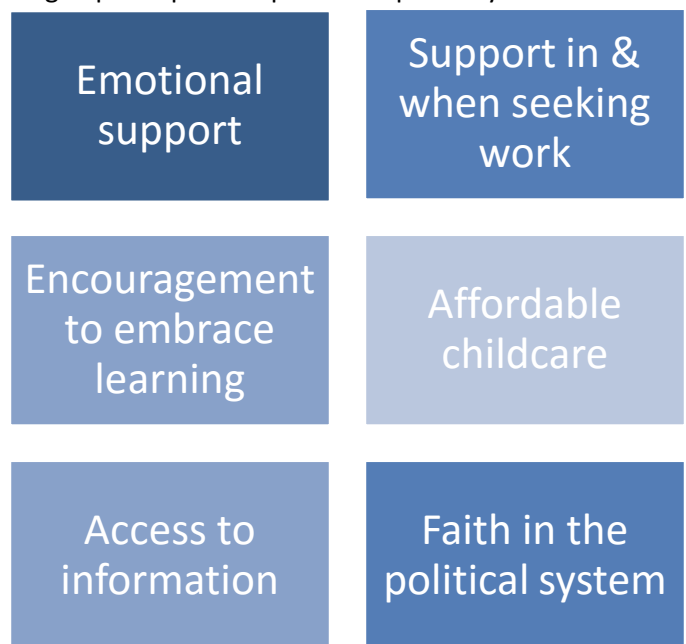 Emotional
support
Support in &
when seeking
work
Encouragement
to embrace
learning
Affordable
childcare
Access to
information
Faith in the
political system